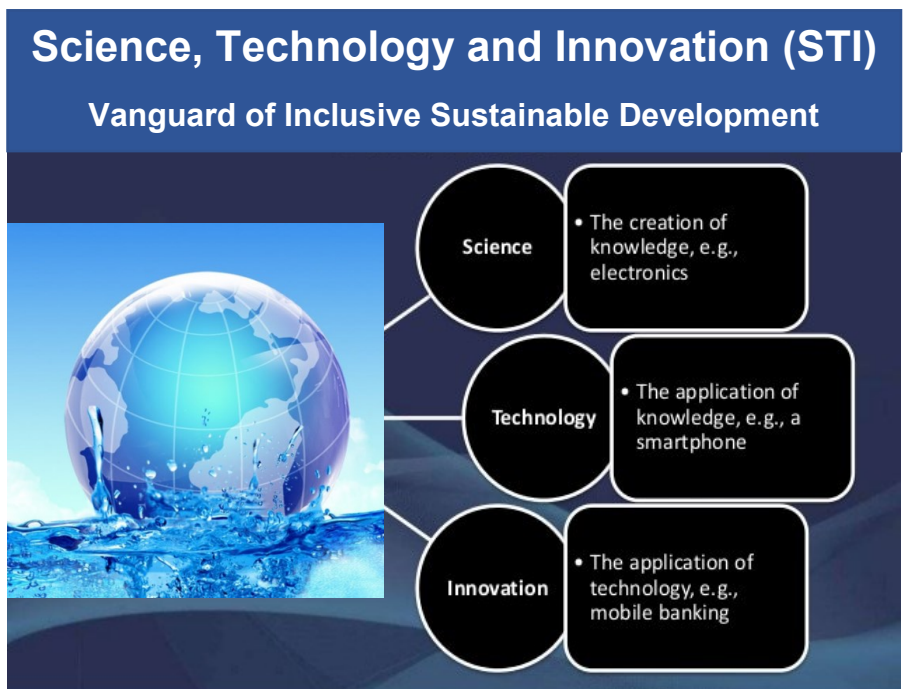 Science, Technology and Innovation (STI)
Vanguard of Inclusive Sustainable Development
Science
• The creation of
knowledge, e.g.,
electronics
Technology
• The application of
knowledge, e.g., a
smartphone
Innovation
• The application of
technology, e.g.,
mobile banking